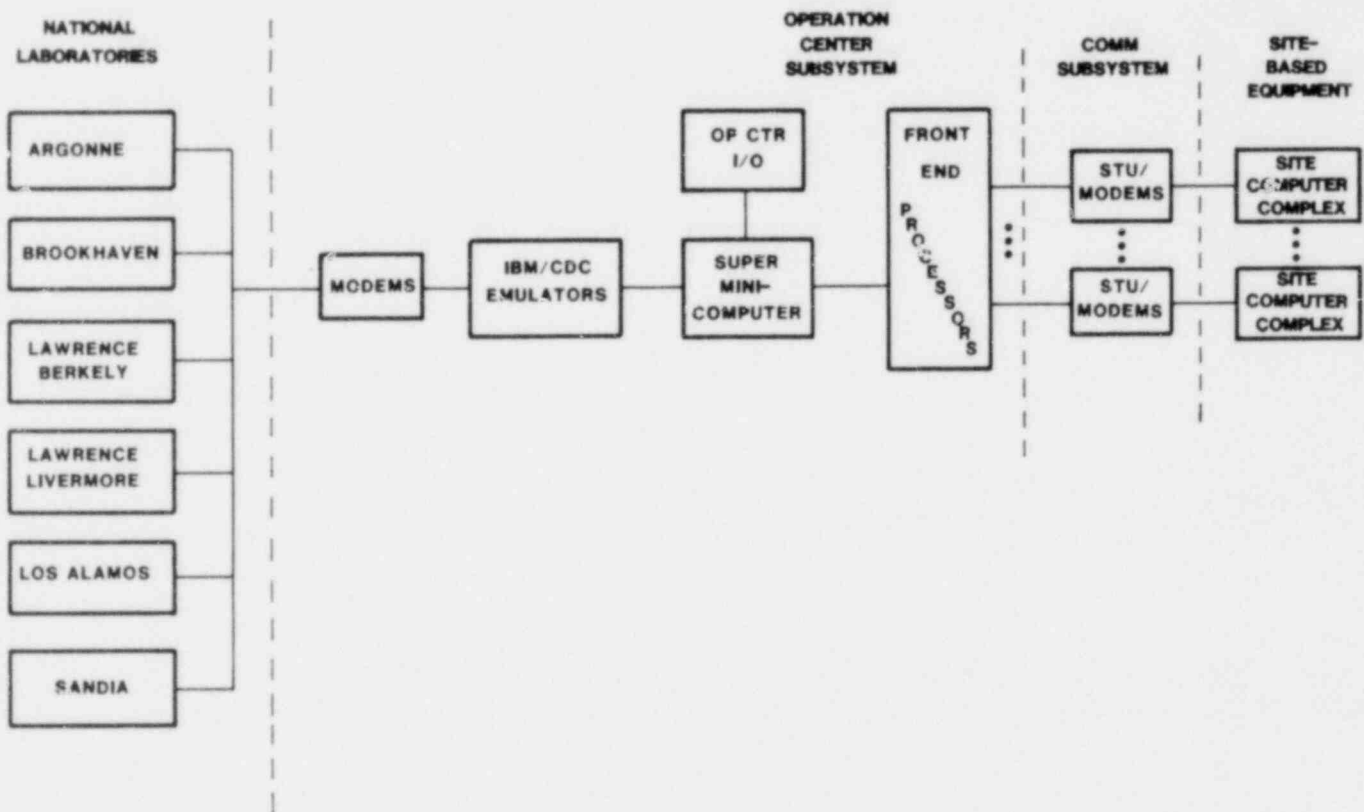 NATIONAL
LABORATORIES
ARGONNE
BROOKHAVEN
LAWRENCE
BERKELY
LAWRENCE
LIVERMORE
LOS ALAMOS
SANDIA
MODEMS
IBM/CDC
EMULATORS
OPERATION
CENTER
SUBSYSTEM
OP CTR
I/O
SUPER
MINI-
COMPUTER
FRONT
END
PROCESSORS
COMM
SUBSYSTEM
STU/
MODEMS
STU/
MODEMS
SITE-
BASED
EQUIPMENT
SITE
COMPUTER
COMPLEX
SITE
COMPUTER
COMPLEX